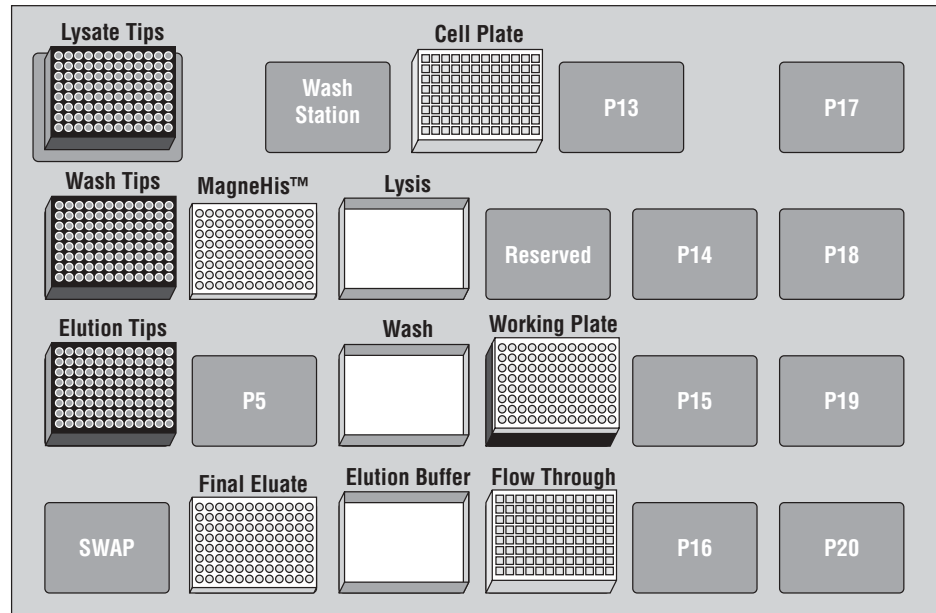 Lysate Tips
Cell Plate
Wash
Station
P13
P17
Wash Tips
MagneHis™
Lysis
Reserved
P14
P18
Elution Tips
Wash
Working Plate
P5
P15
P19
Final Eluate
Elution Buffer
Flow Through
SWAP
P16
P20